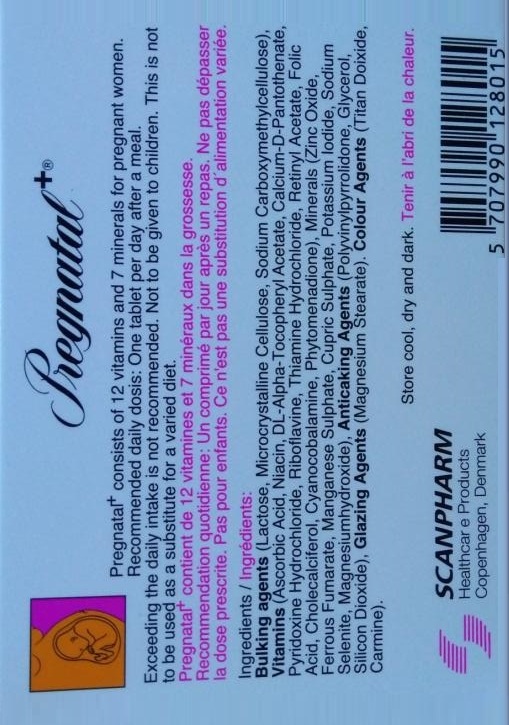 Pregnatal+®
Pregnatal+ consists of 12 vitamins and 7 minerals for pregnant women.
Recommended daily dosis: One tablet per day after a meal.
Exceeding the daily intake is not recommended. Not to be given to children. This is not
to be used as a substitute for a varied diet.
Pregnatal+ contient de 12 vitamines et 7 minéraux dans la grossesse.
Recommendation quotidienne: Un comprimé par jour après un repas. Ne pas dépasser
la dose prescrite. Pas pour enfants. Ce n'est pas une substitution d'alimentation variée.
Ingredients / Ingrédients:
Bulking agents (Lactose, Microcrystalline Cellulose, Sodium Carboxymethylcellulose),
Vitamins (Ascorbic Acid, Niacin, DL-Alpha-Tocopheryl Acetate, Calcium-D-Pantothenate,
Pyridoxine Hydrochloride, Riboflavine, Thiamine Hydrochloride, Retinyl Acetate, Folic
Acid, Cholecalciferol, Cyanocobalamine, Phytomenadione), Minerals (Zinc Oxide,
Ferrous Fumarate, Manganese Sulphate, Cupric Sulphate, Potassium Iodide, Sodium
Selenite, Magnesiumhydroxide), Anticaking Agents (Polyvinylpyrrolidone, Glycerol,
Silicon Dioxide), Glazing Agents (Magnesium Stearate). Colour Agents (Titan Doixide,
Carmine).
Store cool, dry and dark. Tenir à l'abri de la chaleur.
SCANPHARM
Healthcare Products
Copenhagen, Denmark
5 707990 128015